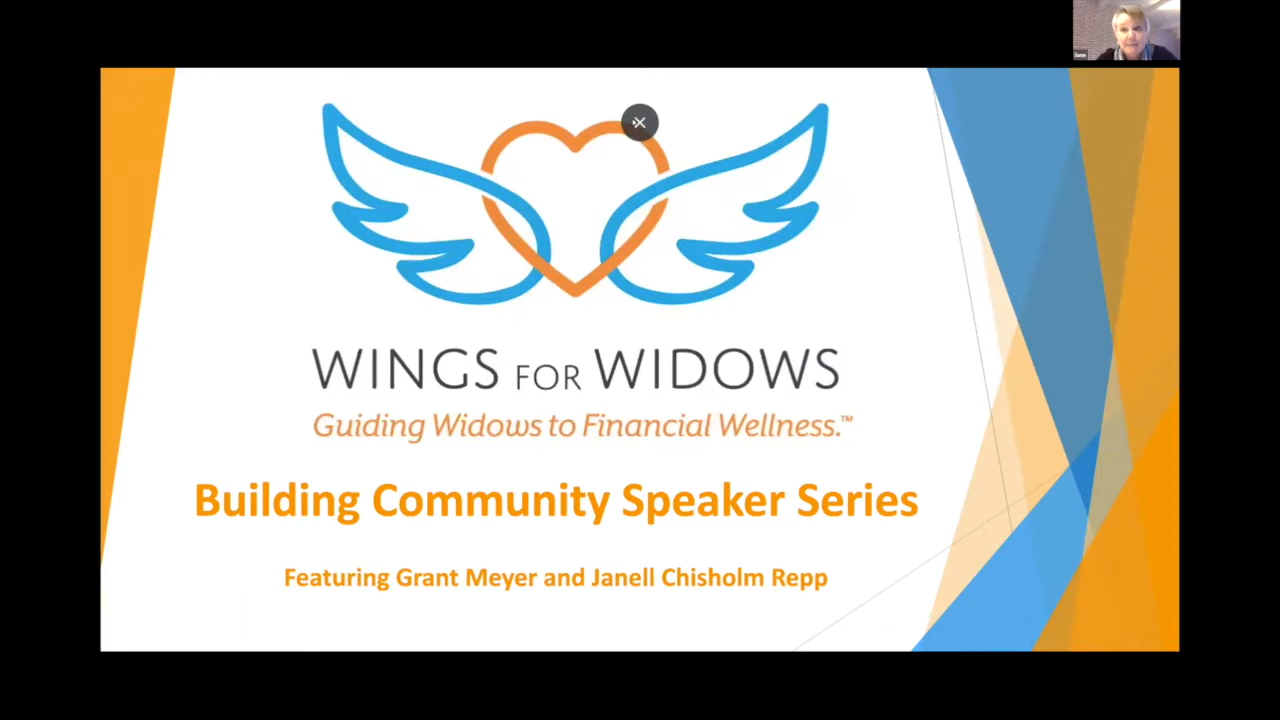 WINGS FOR WIDOWS
Guiding Widows to Financial Wellness.™
Building Community Speaker Series
Featuring Grant Meyer and Janell Chisholm Repp